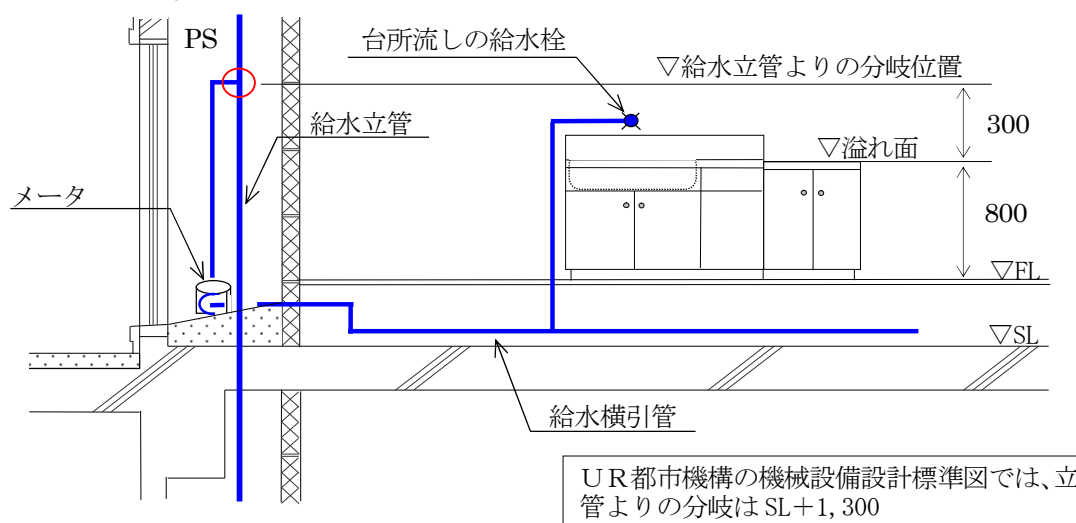 PS
台所流しの給水栓
▽給水立管よりの分岐位置
給水立管
300
▽溢れ面
メータ
800
▽FL
▽SL
給水横引管
ＵＲ都市機構の機械設備設計標準図では、立
管よりの分岐は SL＋1,300